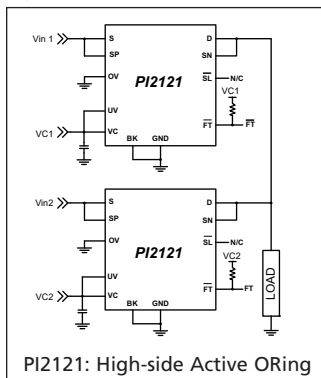 Vin 1
S
D
SP
SN
OV
PI2121
SL
N/C
VC1
UV
FT
FT
VC1
VC
BK
GND
Vin2
S
D
SP
SN
OV
PI2121
SL
N/C
VC2
UV
FT
FT
VC2
VC
BK
GND
LOAD
PI2121: High-side Active ORing